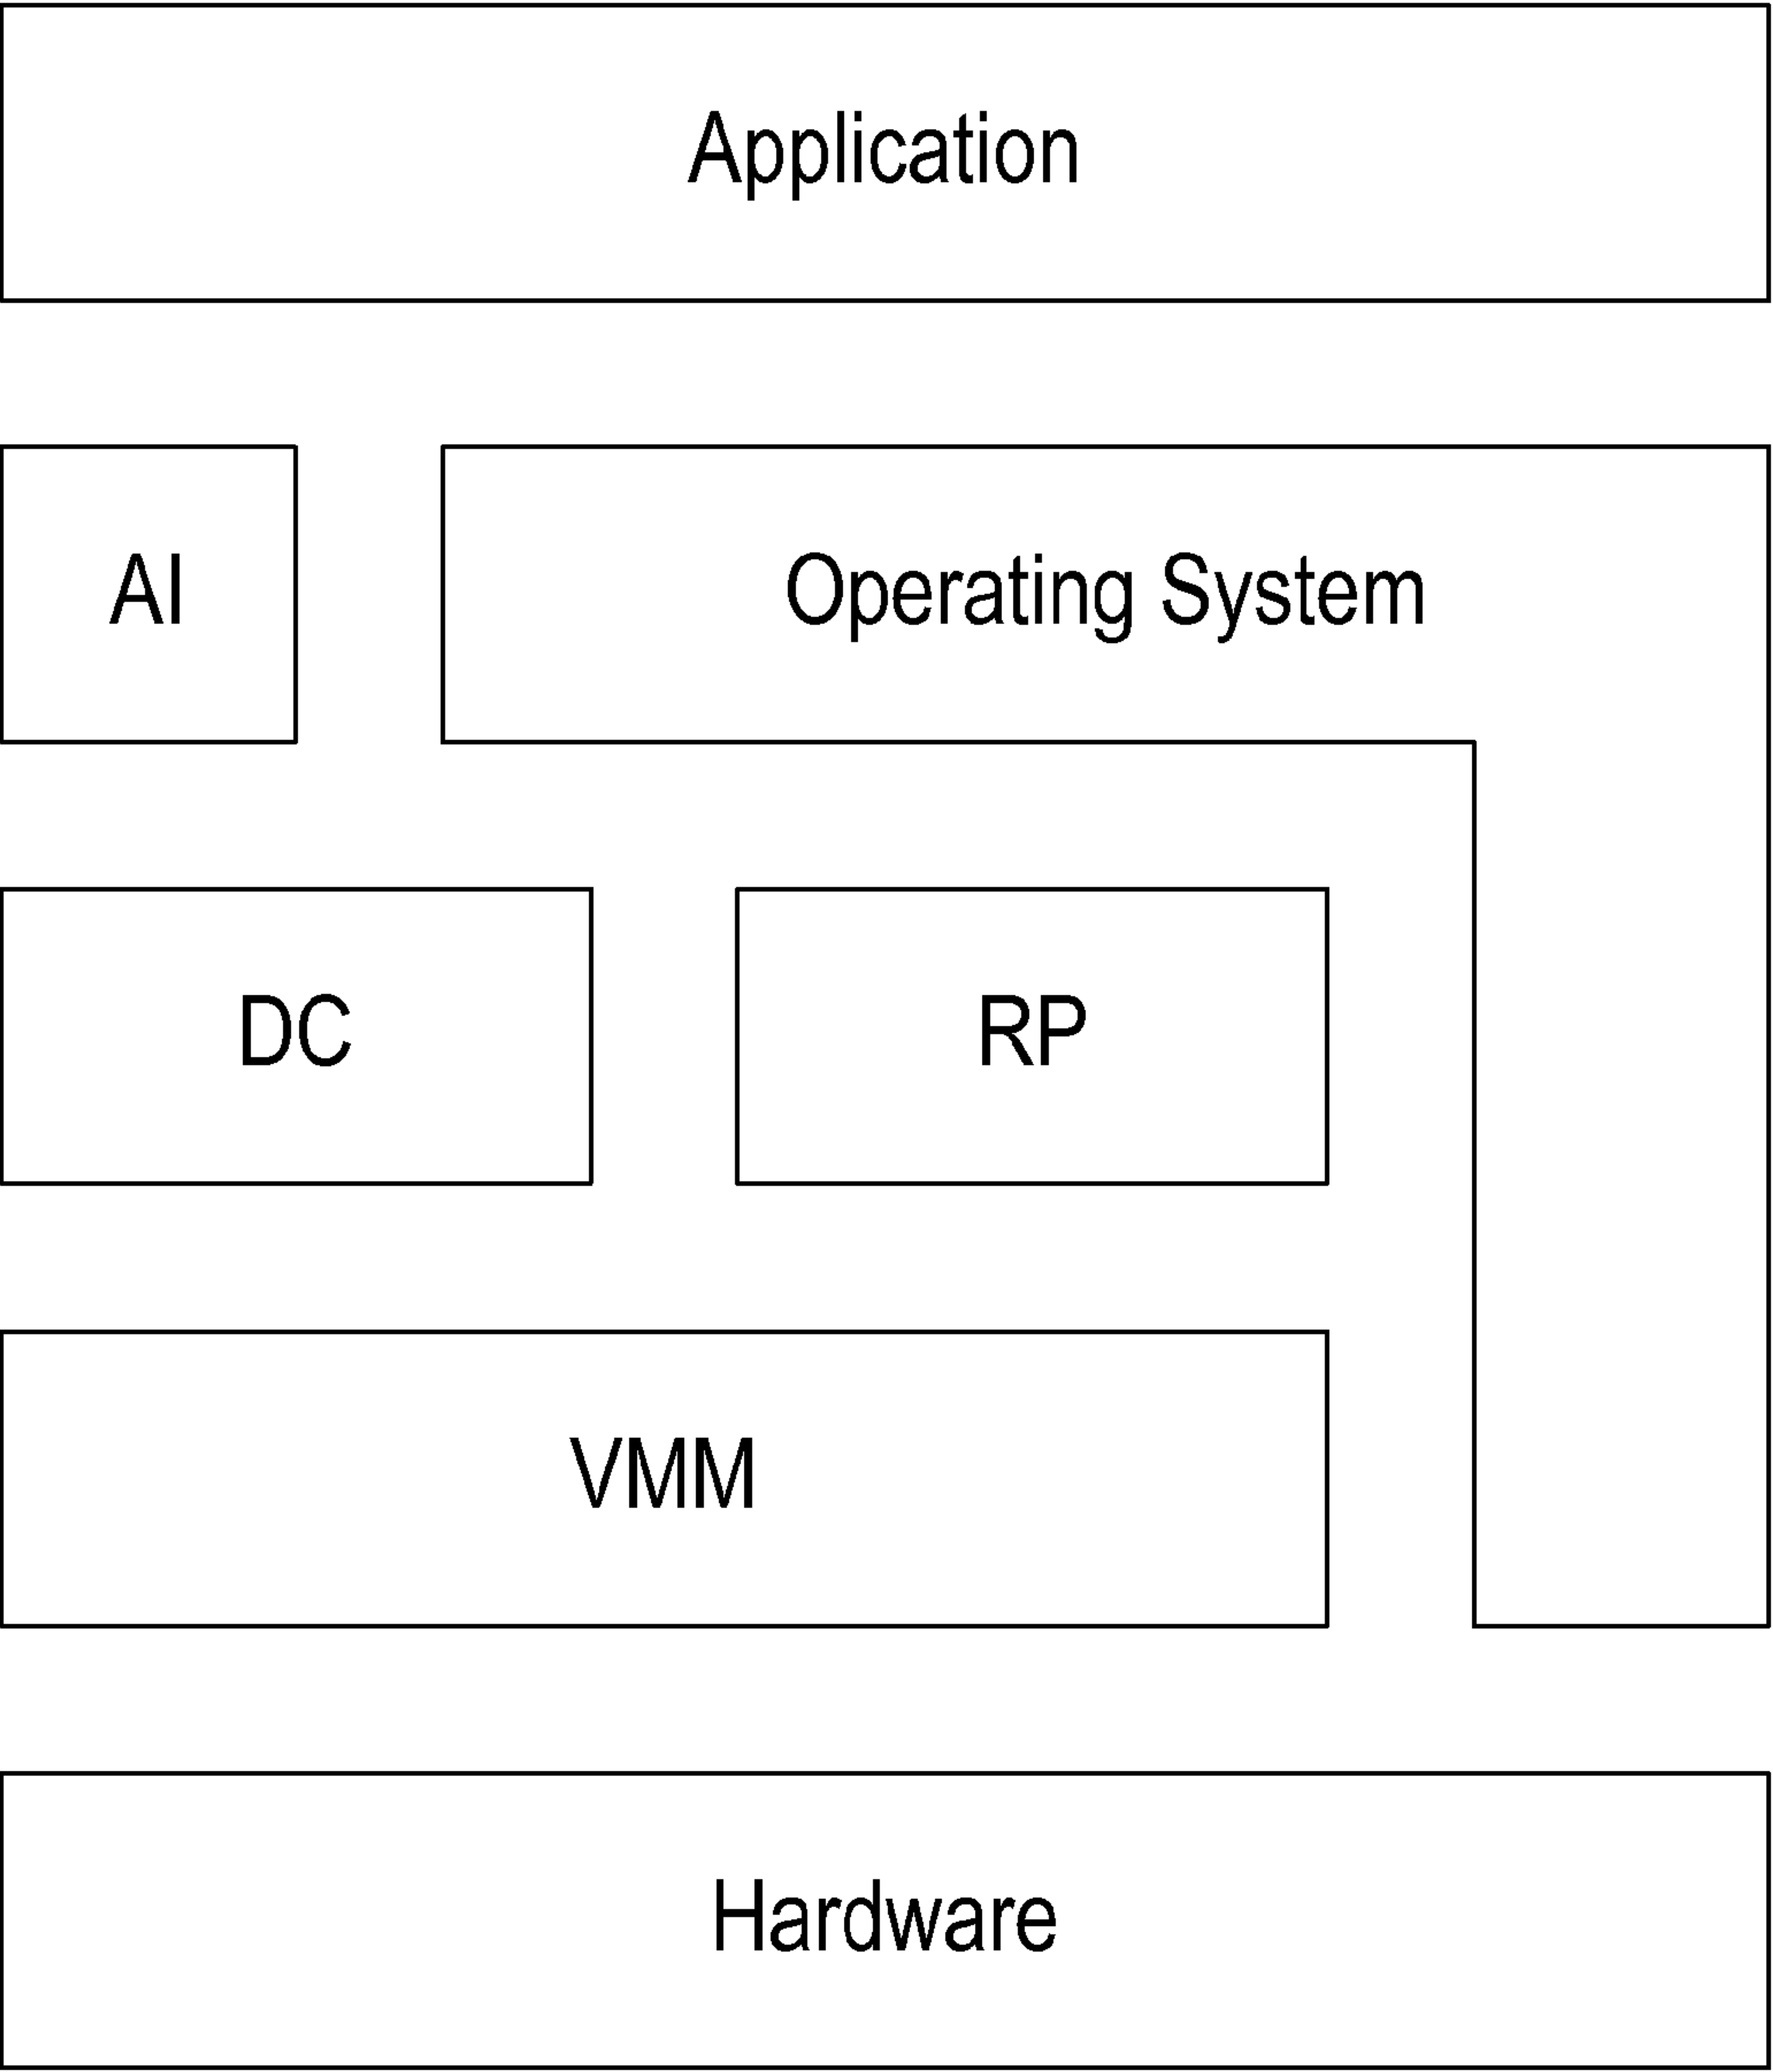 Application
AI
Operating System
DC
RP
VMM
Hardware